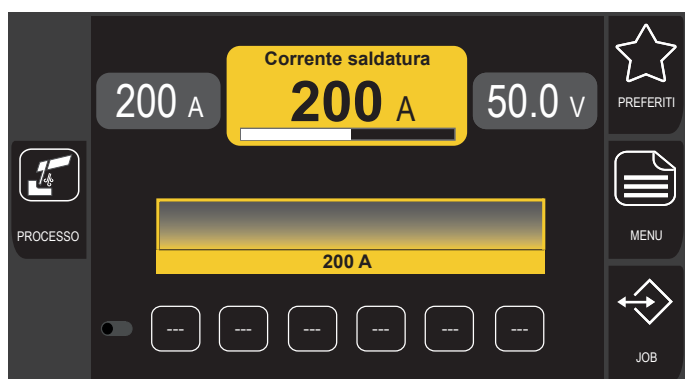 Corrente saldatura
200 A
200 A
50.0 V
PREFERITI
PROCESSO
MENU
200 A
--- --- --- --- --- ---
JOB